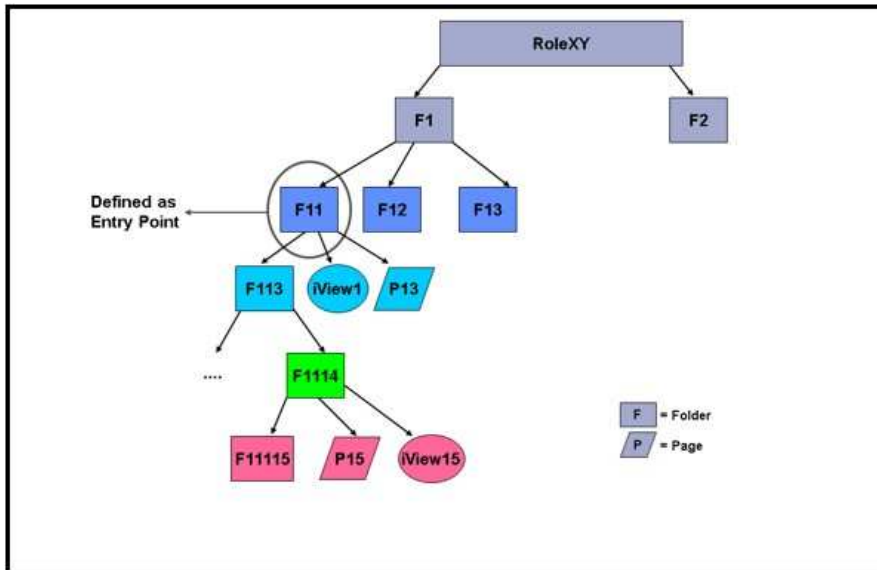 RoleXY
F1
F2
Defined as
Entry Point
F11
F12
F13
F113
iView1
P13
....
F1114
F11115
P15
iView15
F
= Folder
P
= Page